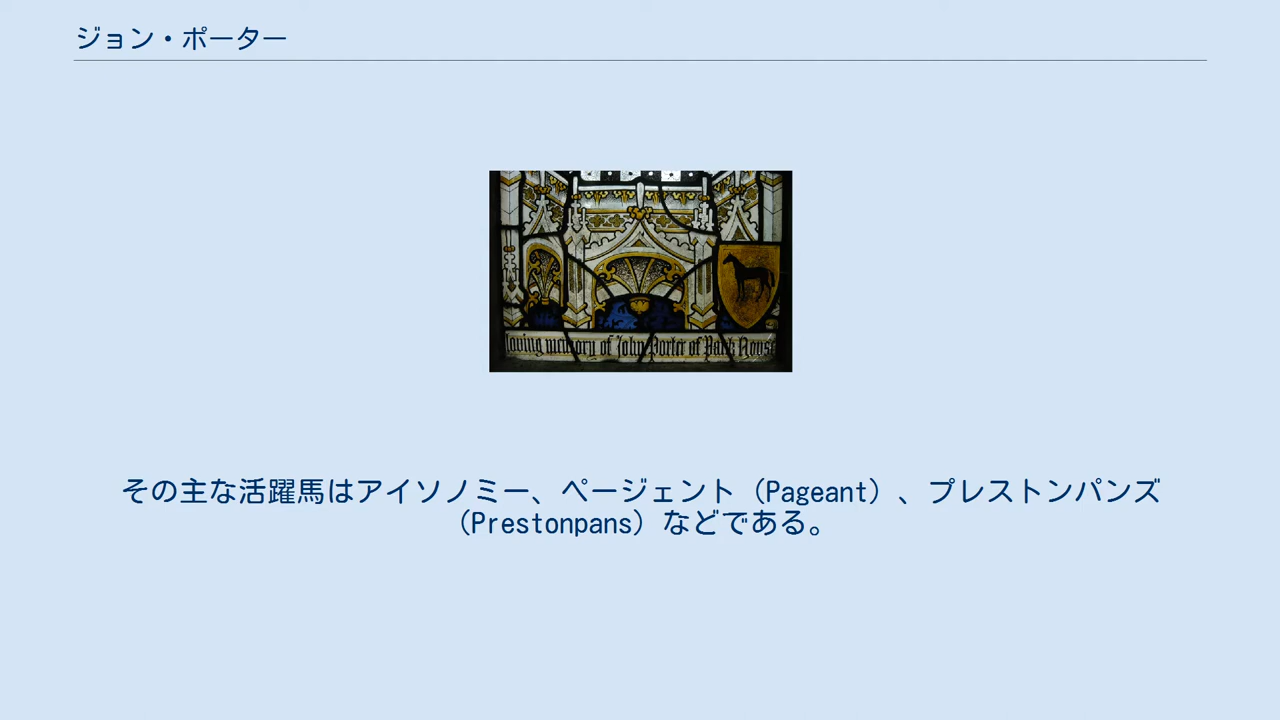 ジョン・ポーター
loving memory of John Porter of Park House
その主な活躍馬はアイソノミー、ページェント（Pageant）、プレストンパンズ
（Prestonpans）などである。